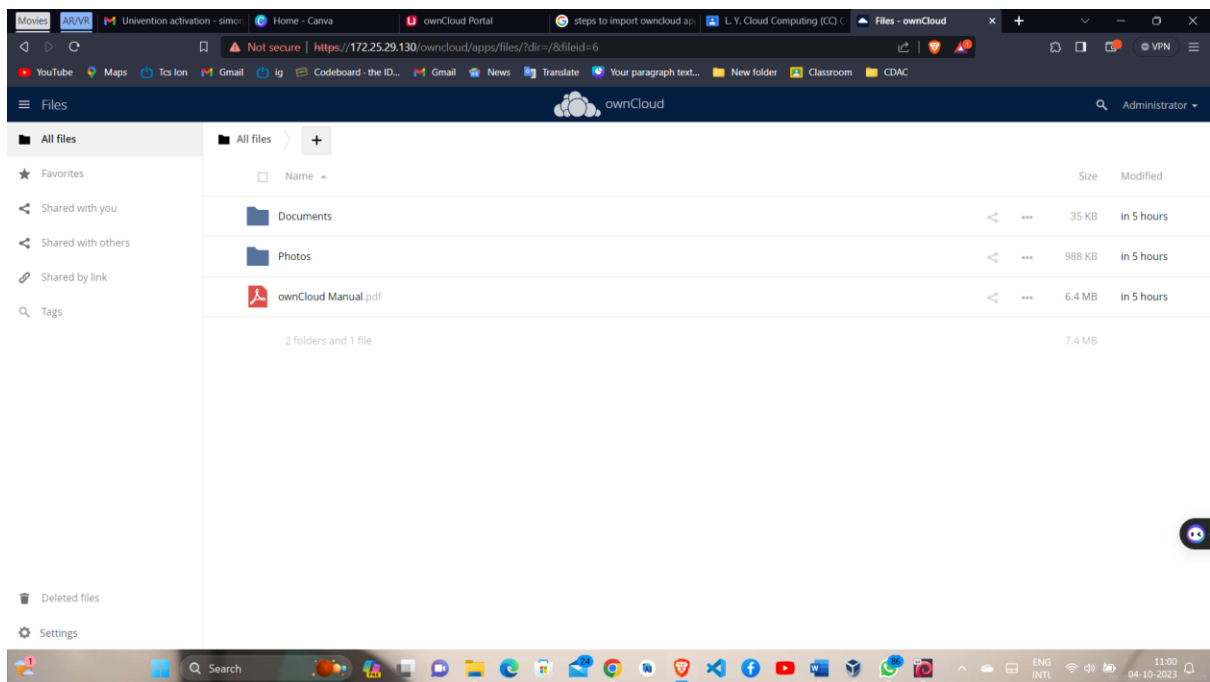 Movies AR/VR Univention activation - simon Home - Canva ownCloud Portal steps to import owncloud ap L. Y. Cloud Computing (CC) C Files - ownCloud
Not secure | https://172.25.29.130/owncloud/apps/files/?dir=/&fileid=6 VPN
YouTube Maps Tcs Ion Gmail ig Codeboard - the ID... Gmail News Translate Your paragraph text... New folder Classroom CDAC
Files ownCloud Administrator
All files
All files +
Favorites
Name Size Modified
Shared with you
Documents 35 KB in 5 hours
Shared with others
Photos 988 KB in 5 hours
Shared by link
ownCloud Manual.pdf 6.4 MB in 5 hours
Tags
2 folders and 1 file 7.4 MB
Deleted files
Settings
1 Search 24 86 ENG 11:00
INTL 04-10-2023